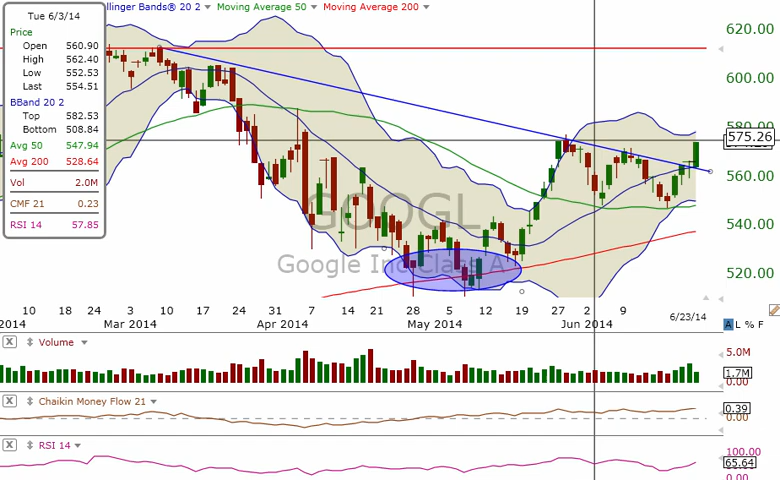 Tue 6/3/14
Price
Open 560.90
High 562.40
Low 552.53
Last 554.51
BBand 20 2
Top 582.53
Bottom 508.84
Avg 50 547.94
Avg 200 528.64
Vol 2.0M
CMF 21 0.23
RSI 14 57.85
llinger Bands® 20 2 Moving Average 50 Moving Average 200
620.00
600.00
575.26
560.00
540.00
520.00
GOOGL
Google Inc Class A
10 18 24 10 17 24 31 7 14 21 28 5 12 19 27 2 9
2014 Mar 2014 Apr 2014 May 2014 Jun 2014 6/23/14
A L % F
X Volume
5.0M
1.7M
0.00
X Chaikin Money Flow 21
0.39
0.00
X RSI 14
100.00
65.64
0.00